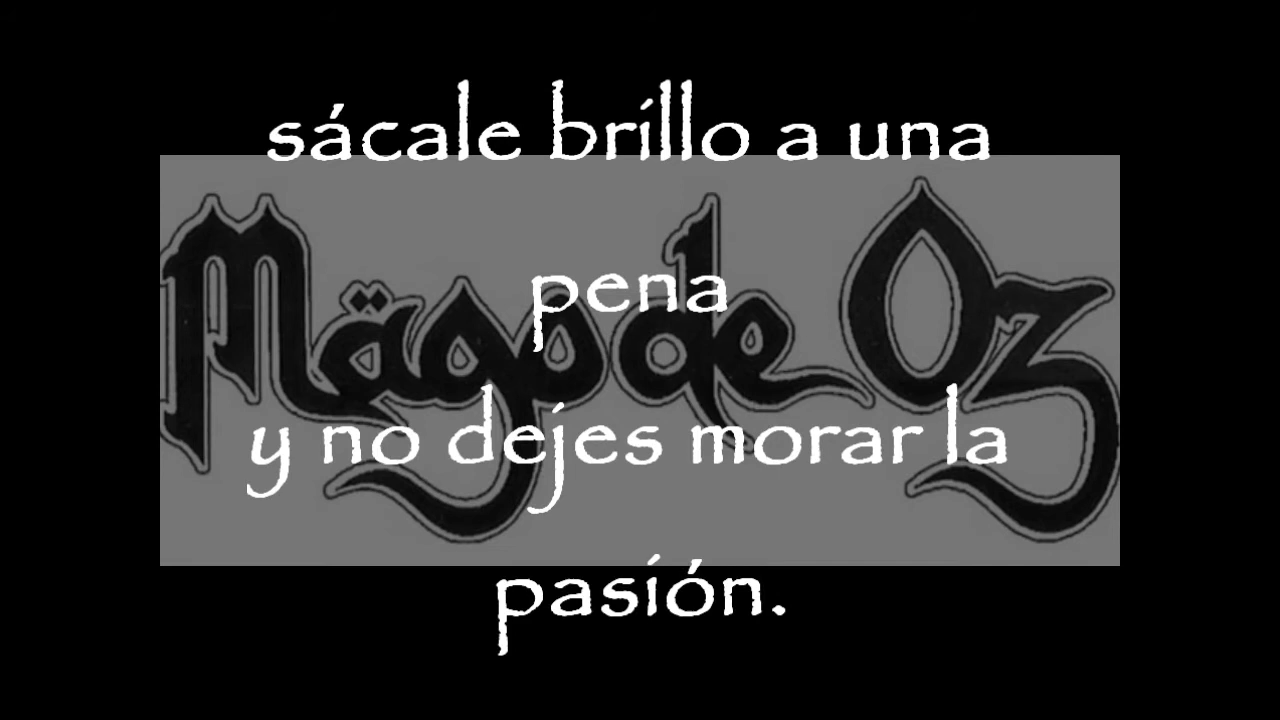 sácale brillo a una
Mägo de Oz
pena
y no dejes morar la
pasión.